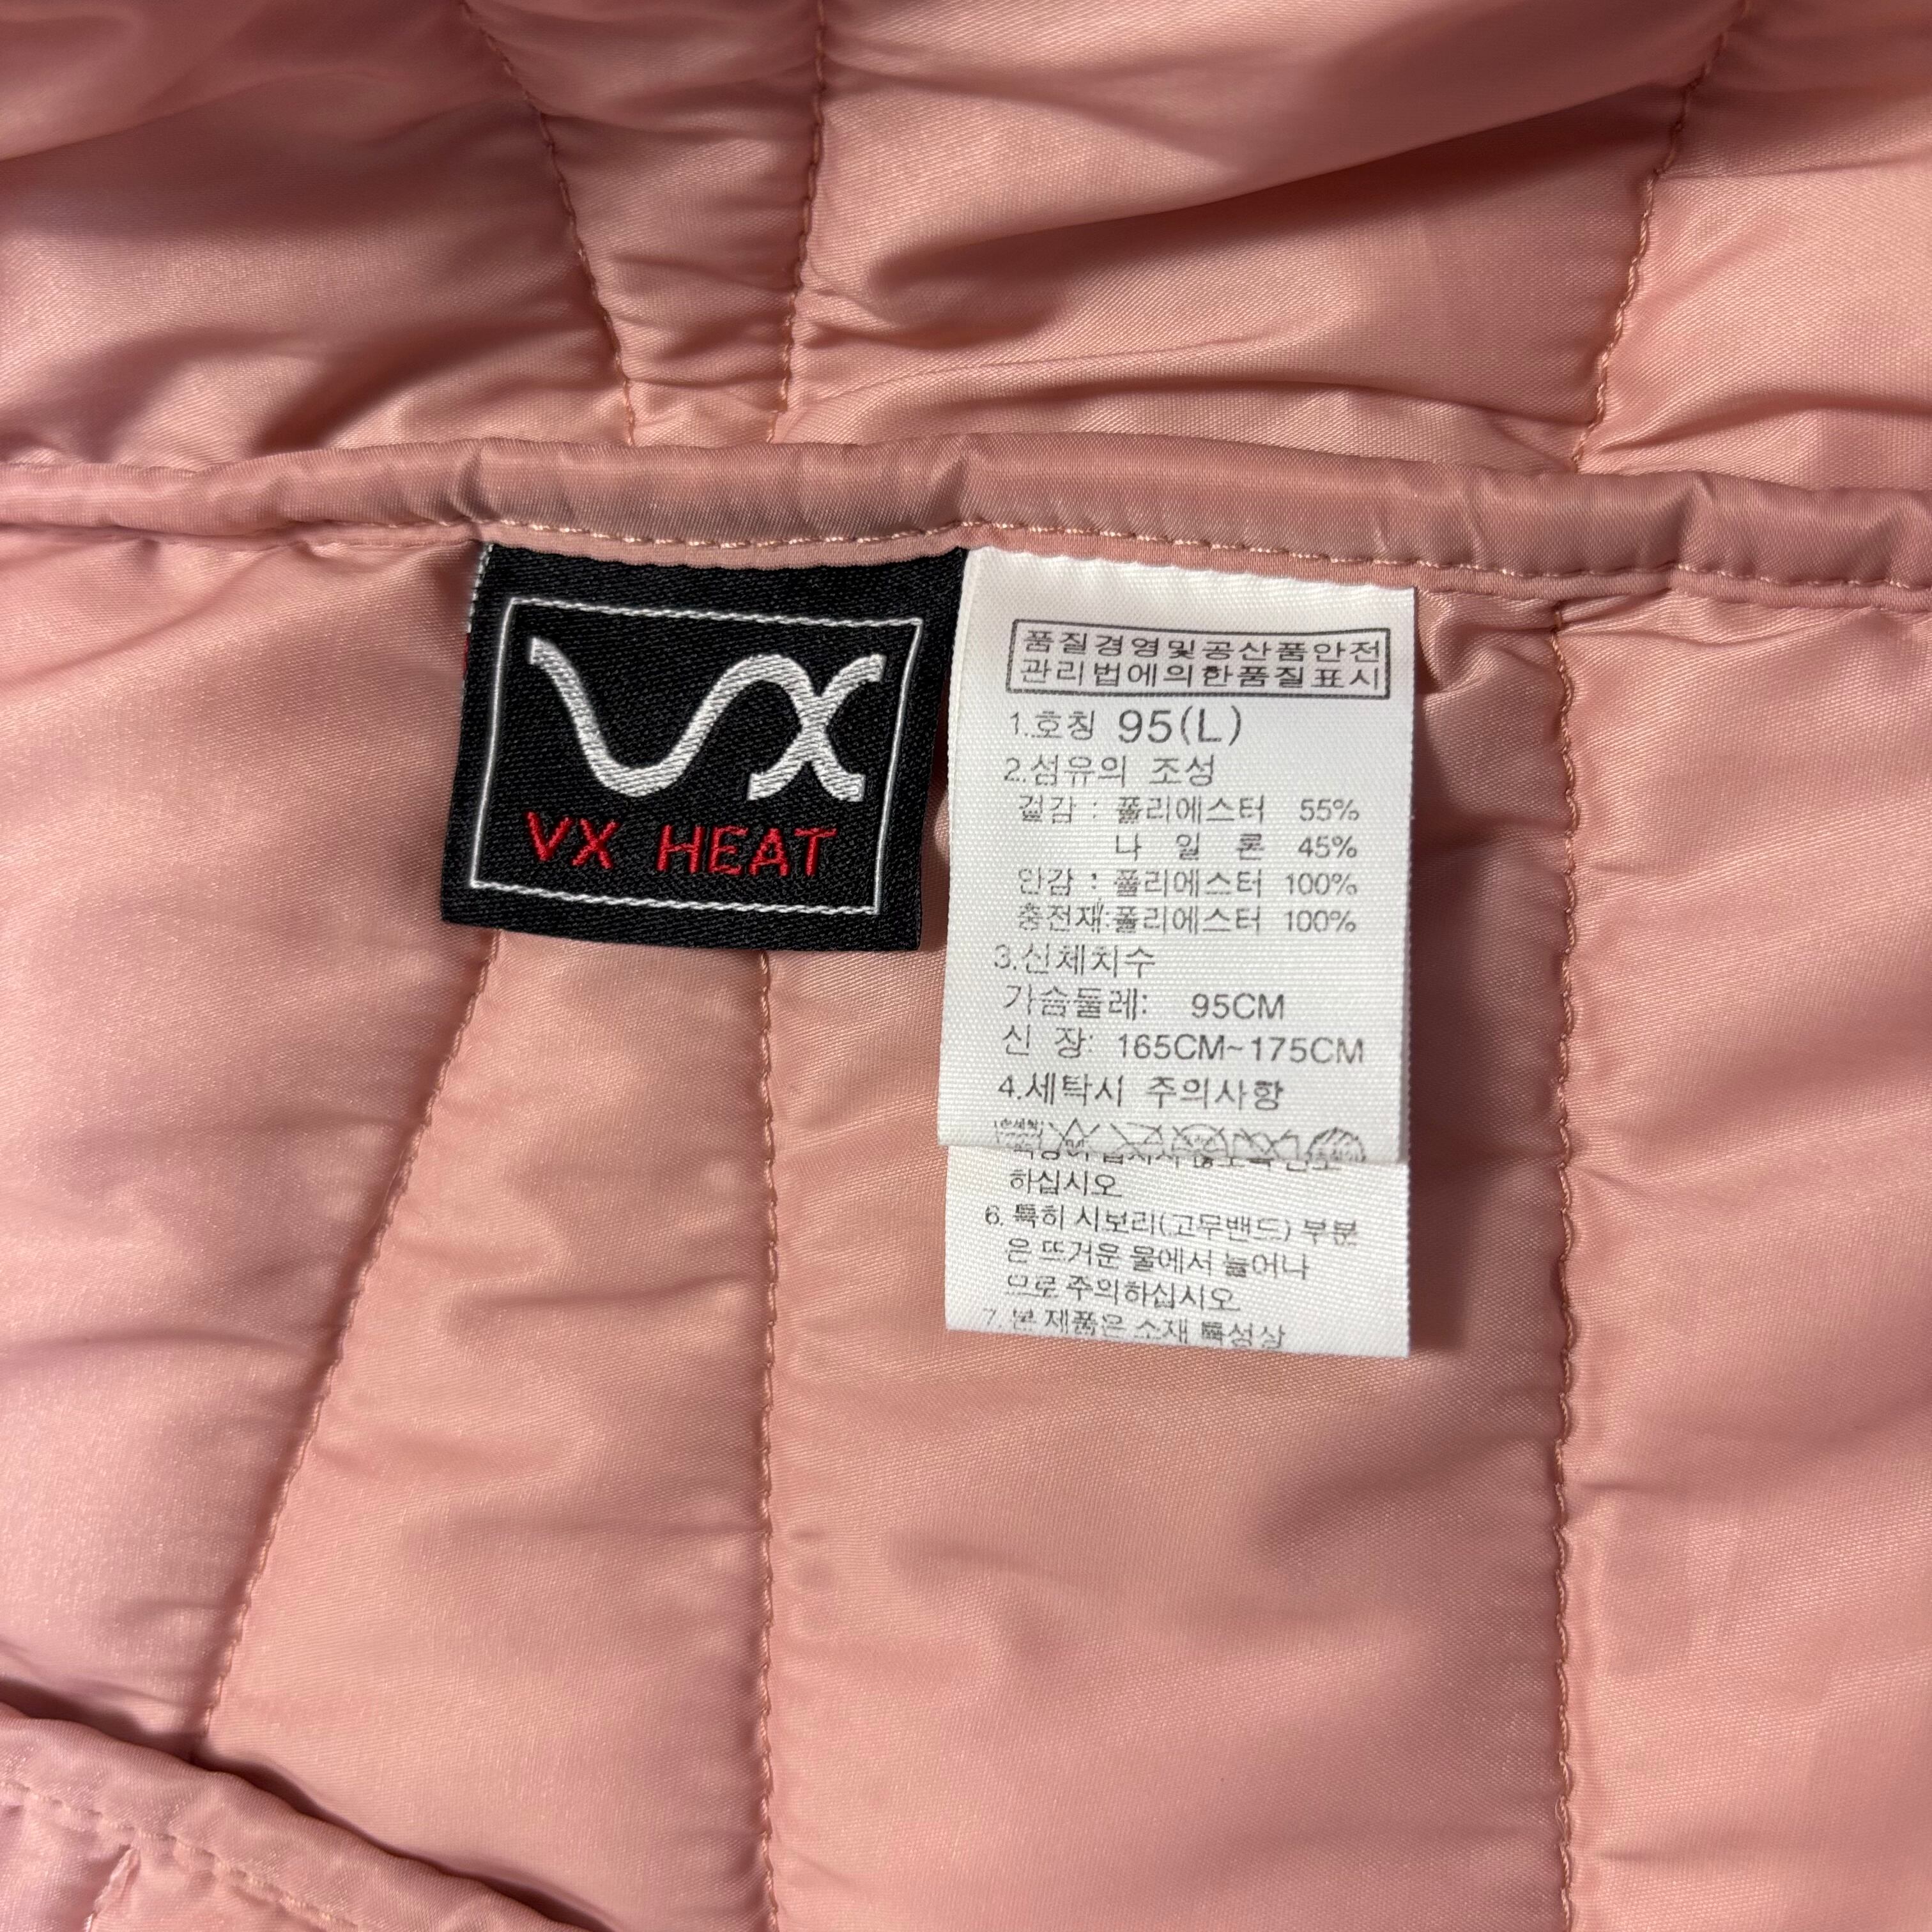 VX
VX HEAT
품질경영및공산품안전
관리법에의한품질표시
1.호칭 95(L)
2.섬유의 조성
겉감 : 폴리에스터 55%
나 일 론 45%
안감 : 폴리에스터 100%
충전재:폴리에스터 100%
3.신체치수
가슴둘레: 95CM
신 장: 165CM~175CM
4.세탁시 주의사항
하십시오
6. 특히 시보리(고무밴드) 부분
은 뜨거운 물에서 늘어나
므로 주의하십시오
7. 본 제품은 소재 특성상